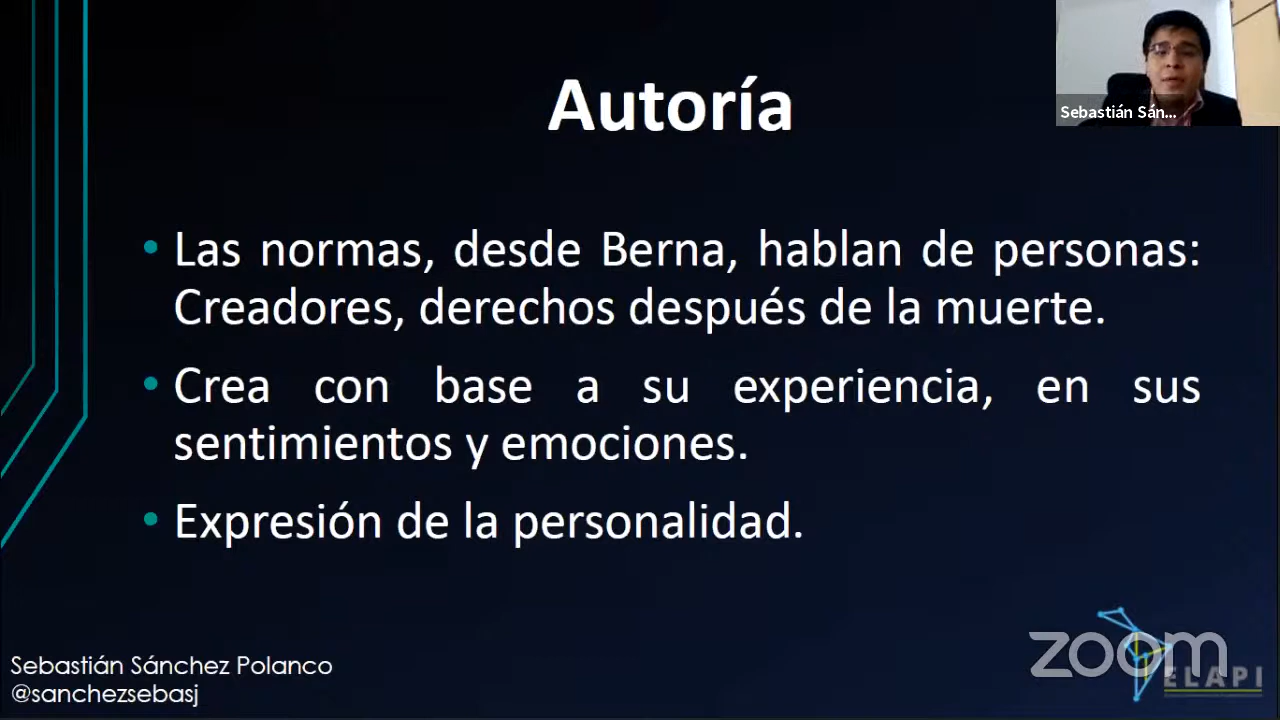 Autoría
Sebastián Sán...
• Las normas, desde Berna, hablan de personas:
Creadores, derechos después de la muerte.
• Crea con base a su experiencia, en sus
sentimientos y emociones.
• Expresión de la personalidad.
Sebastián Sánchez Polanco
@sanchezsebasj
zoom
ELAPI